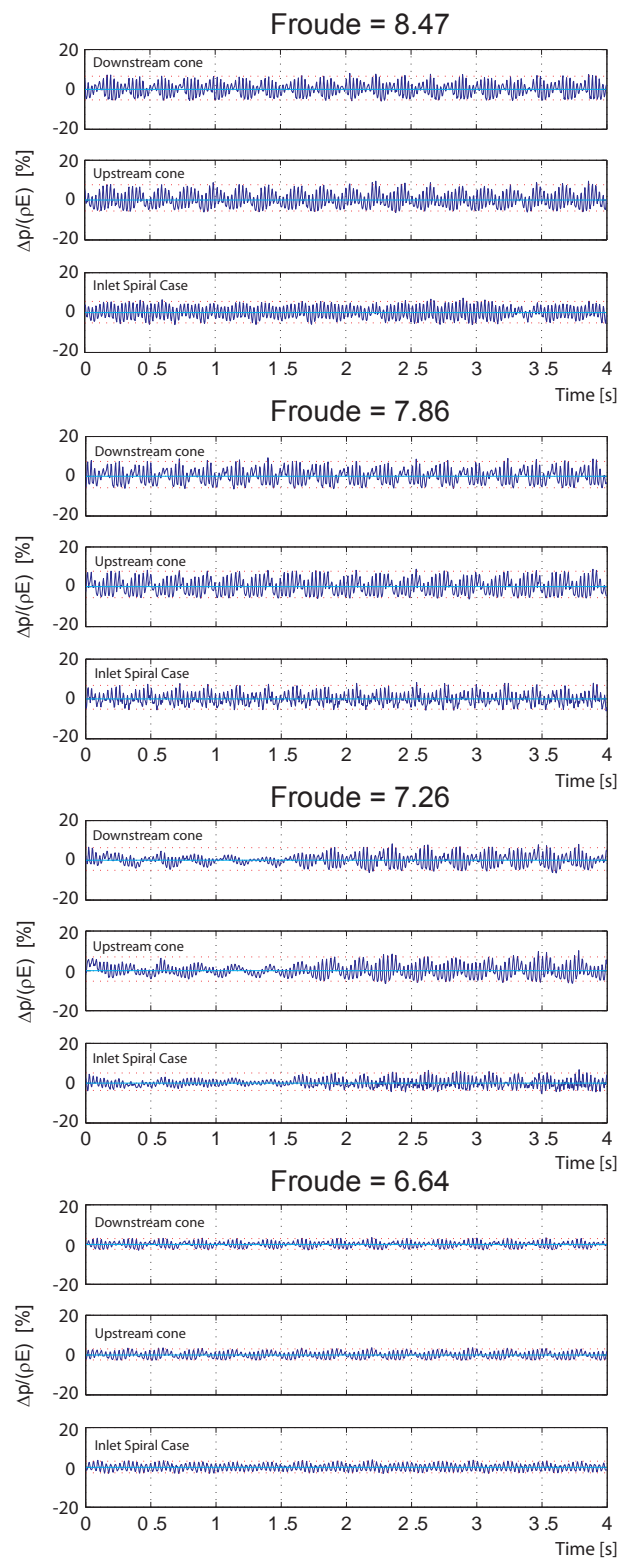 Froude = 8.47
20
Downstream cone
0
-20
20
Upstream cone
0
-20
Δp/(ρE) [%]
20
Inlet Spiral Case
0
-20
0 0.5 1 1.5 2 2.5 3 3.5 4
Time [s]
Froude = 7.86
20
Downstream cone
0
-20
20
Upstream cone
0
-20
Δp/(ρE) [%]
20
Inlet Spiral Case
0
-20
0 0.5 1 1.5 2 2.5 3 3.5 4
Time [s]
Froude = 7.26
20
Downstream cone
0
-20
20
Upstream cone
0
-20
Δp/(ρE) [%]
20
Inlet Spiral Case
0
-20
0 0.5 1 1.5 2 2.5 3 3.5 4
Time [s]
Froude = 6.64
20
Downstream cone
0
-20
20
Upstream cone
0
-20
Δp/(ρE) [%]
20
Inlet Spiral Case
0
-20
0 0.5 1 1.5 2 2.5 3 3.5 4
Time [s]